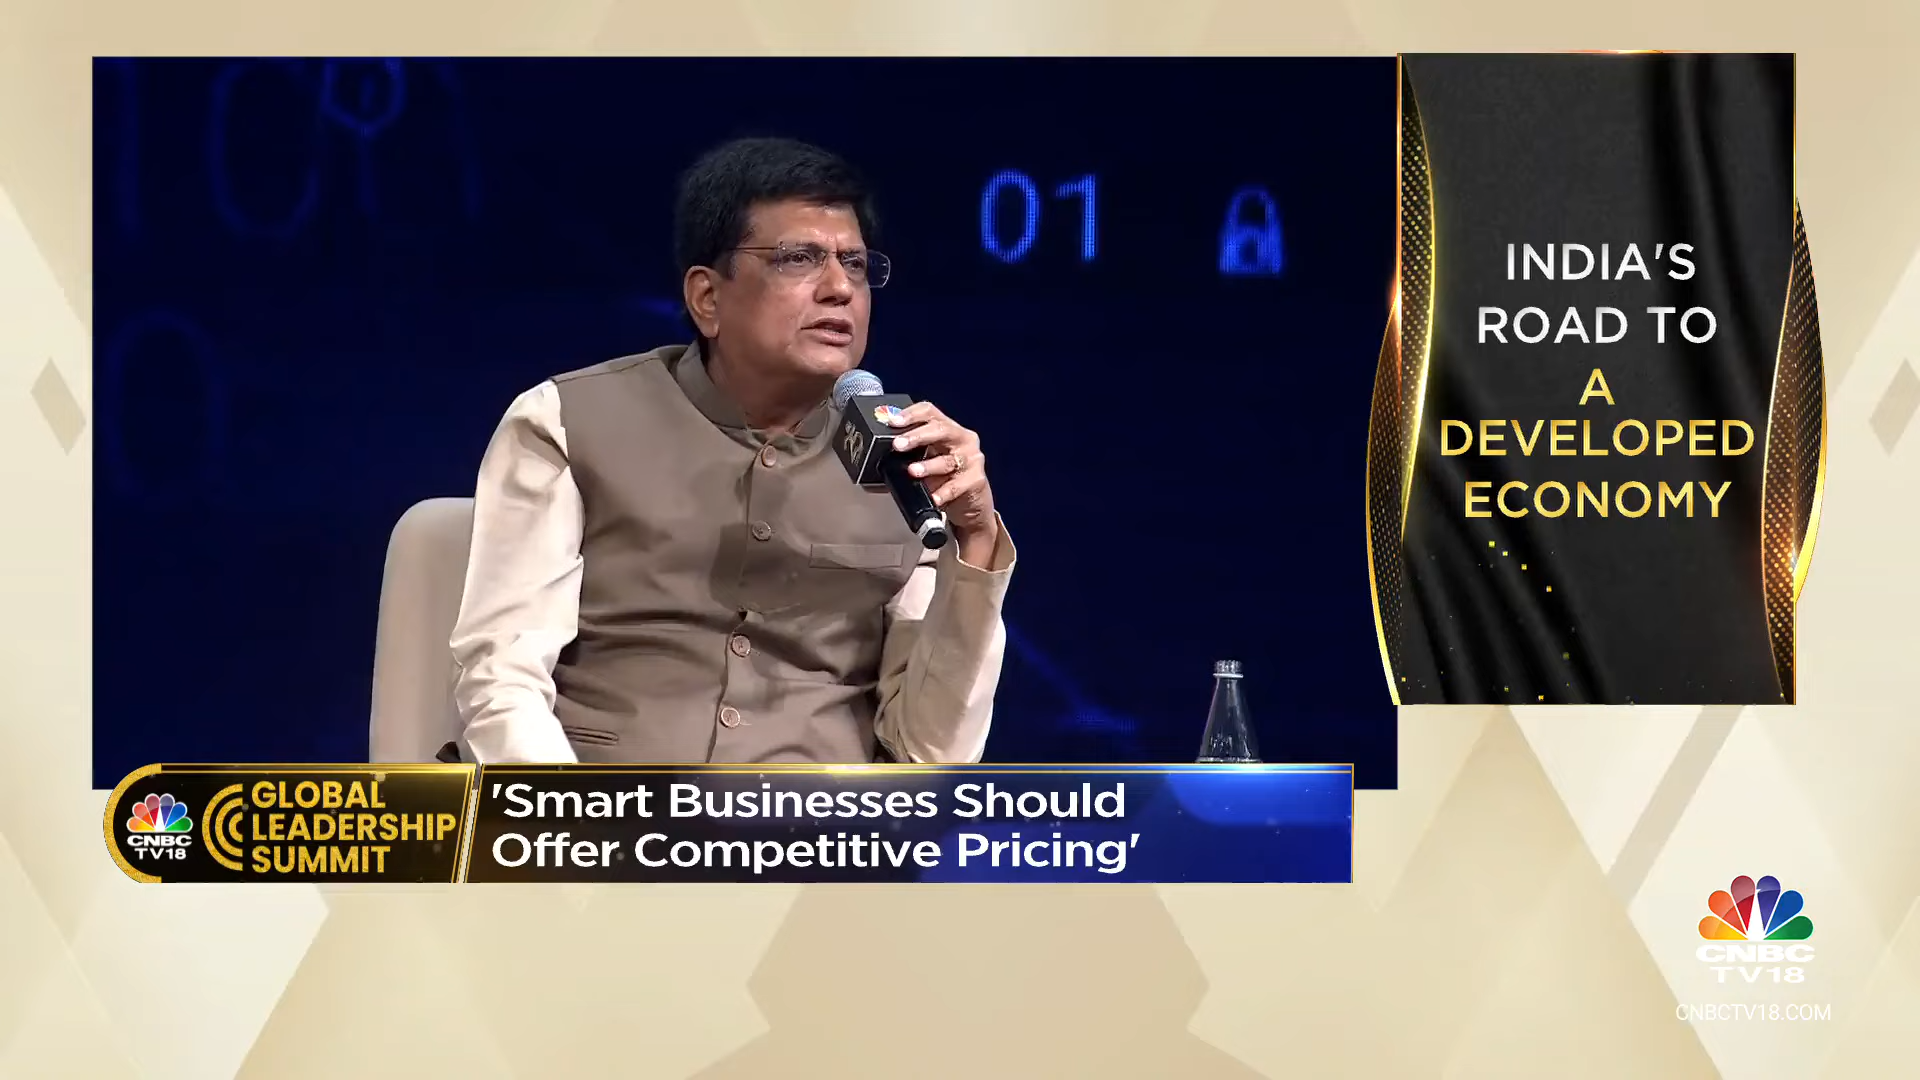 01
INDIA'S
ROAD TO
A
DEVELOPED
ECONOMY
CNBC
TV18
GLOBAL
LEADERSHIP
SUMMIT
'Smart Businesses Should
Offer Competitive Pricing'
CNBC
TV18
CNBCTV18.COM